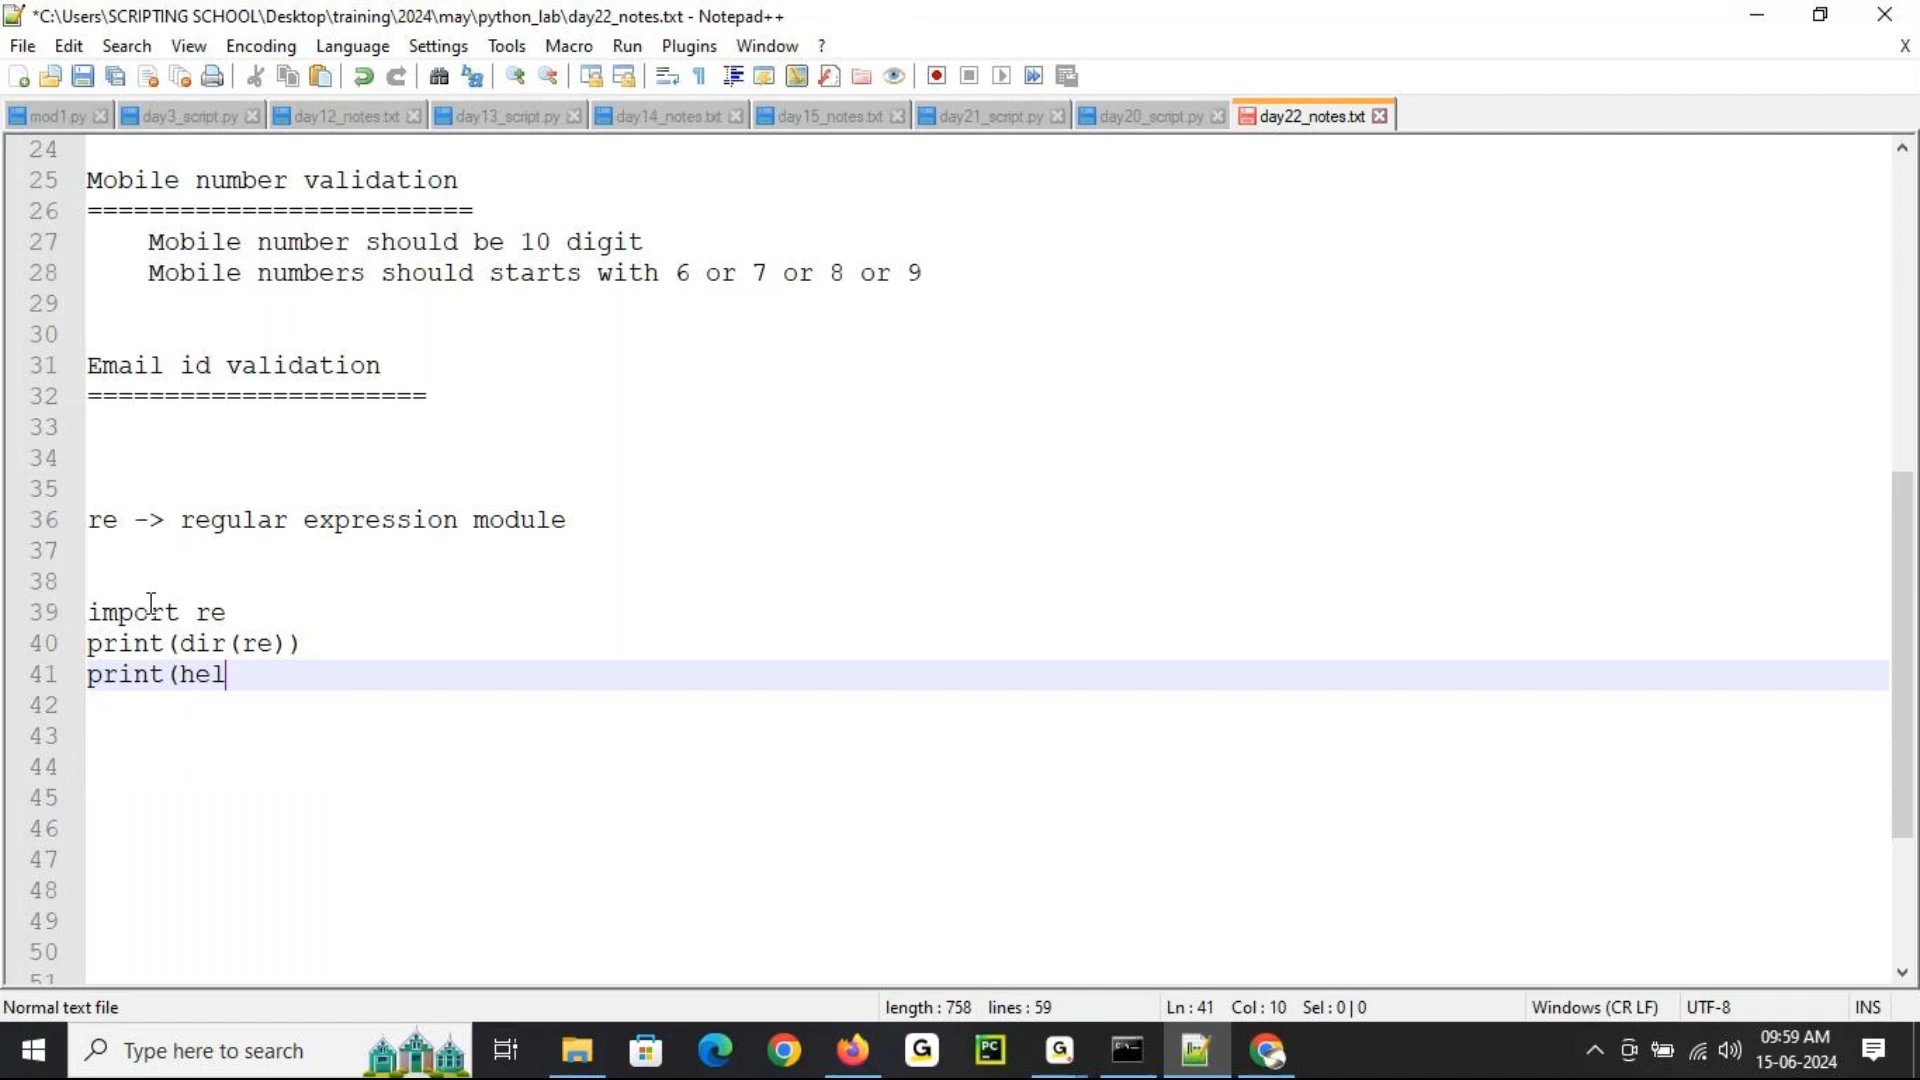 *C:\Users\SCRIPTING SCHOOL\Desktop\training\2024\may\python_lab\day22_notes.txt - Notepad++
File Edit Search View Encoding Language Settings Tools Macro Run Plugins Window ? X
mod1.py day3_script.py day12_notes.txt day13_script.py day14_notes.txt day15_notes.txt day21_script.py day20_script.py day22_notes.txt
24
25 Mobile number validation
26 =========================
27 Mobile number should be 10 digit
28 Mobile numbers should starts with 6 or 7 or 8 or 9
29
30
31 Email id validation
32 ======================
33
34
35
36 re -> regular expression module
37
38
39 import re
40 print(dir(re))
41 print(hel
42
43
44
45
46
47
48
49
50
51
Normal text file length : 758 lines : 59 Ln : 41 Col : 10 Sel : 0 | 0 Windows (CR LF) UTF-8 INS
Type here to search
09:59 AM
15-06-2024